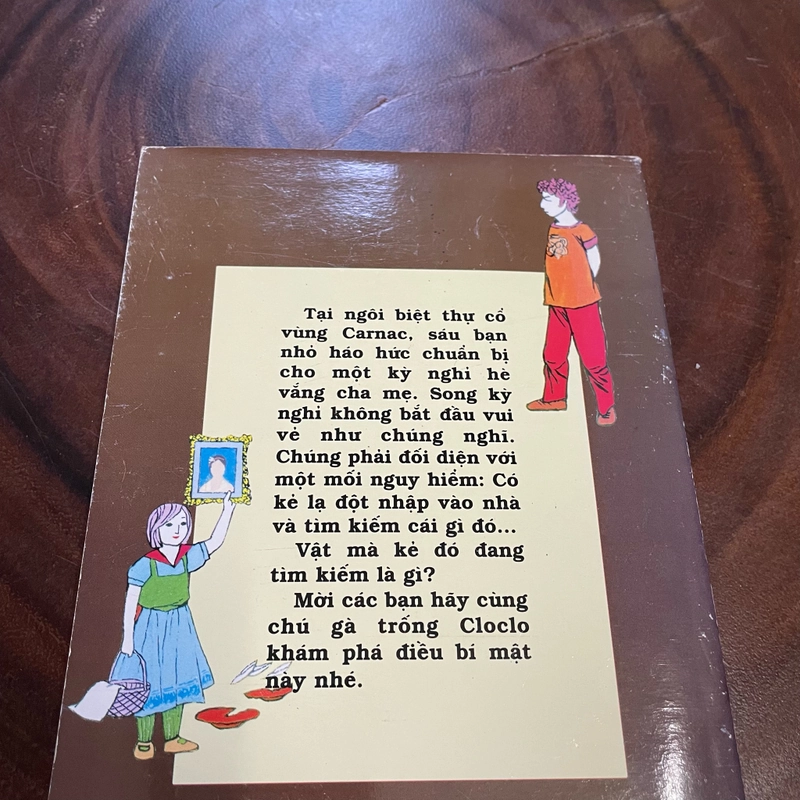 Tại ngôi biệt thự cổ
vùng Carnac, sáu bạn
nhỏ háo hức chuẩn bị
cho một kỳ nghỉ hè
vắng cha mẹ. Song kỳ
nghỉ không bắt đầu vui
vẻ như chúng nghĩ.
Chúng phải đối diện với
một mối nguy hiểm: Có
kẻ lạ đột nhập vào nhà
và tìm kiếm cái gì đó...
Vật mà kẻ đó đang
tìm kiếm là gì?
Mời các bạn hãy cùng
chú gà trống Cloclo
khám phá điều bí mật
này nhé.